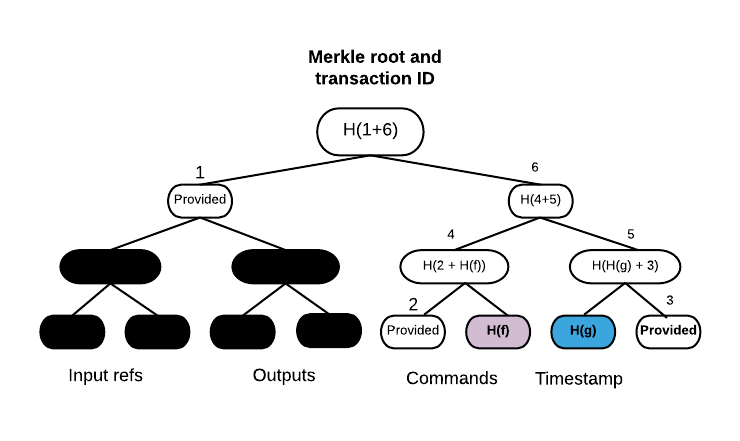 Merkle root and
transaction ID
H(1+6)
1
6
Provided
H(4+5)
4
5
H(2 + H(f))
H(H(g) + 3)
2
3
Provided
H(f)
H(g)
Provided
Input refs
Outputs
Commands
Timestamp